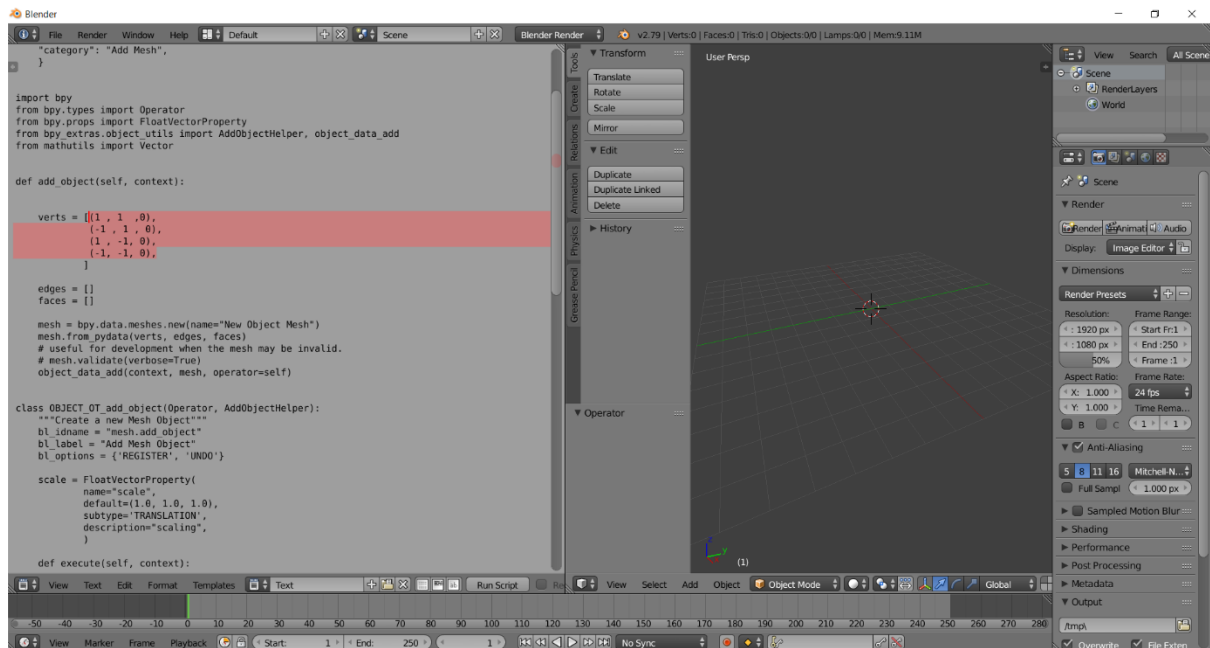 Blender
File Render Window Help Default Scene Blender Render v2.79 | Verts:0 | Faces:0 | Tris:0 | Objects:0/0 | Lamps:0/0 | Mem:9.11M
"category": "Add Mesh",
}
import bpy
from bpy.types import Operator
from bpy.props import FloatVectorProperty
from bpy_extras.object_utils import AddObjectHelper, object_data_add
from mathutils import Vector
def add_object(self, context):
verts = [(1 , 1 ,0),
(-1 , 1 , 0),
(1 , -1, 0),
(-1, -1, 0),
]
edges = []
faces = []
mesh = bpy.data.meshes.new(name="New Object Mesh")
mesh.from_pydata(verts, edges, faces)
# useful for development when the mesh may be invalid.
# mesh.validate(verbose=True)
object_data_add(context, mesh, operator=self)
class OBJECT_OT_add_object(Operator, AddObjectHelper):
"""Create a new Mesh Object"""
bl_idname = "mesh.add_object"
bl_label = "Add Mesh Object"
bl_options = {'REGISTER', 'UNDO'}
scale = FloatVectorProperty(
name="scale",
default=(1.0, 1.0, 1.0),
subtype='TRANSLATION',
description="scaling",
)
def execute(self, context):
View Text Edit Format Templates Text Run Script Re
Tools
Create
Relations
Animation
Physics
Grease Pencil
Transform
Translate
Rotate
Scale
Mirror
Edit
Duplicate
Duplicate Linked
Delete
History
Operator
User Persp
z
y
(1)
View Select Add Object Object Mode Global
View Search All Scene
Scene
RenderLayers
World
Scene
Render
Render Animati Audio
Display: Image Editor
Dimensions
Render Presets
Resolution: Frame Range:
: 1920 px Start Fr:1
: 1080 px End :250
50% Frame :1
Aspect Ratio: Frame Rate:
X: 1.000 24 fps
Y: 1.000 Time Rema...
B C 1 1
Anti-Aliasing
5 8 11 16 Mitchell-N...
Full Sampl 1.000 px
Sampled Motion Blur
Shading
Performance
Post Processing
Metadata
Output
/tmp\
Overwrite File Exten
-50 -40 -30 -20 -10 0 10 20 30 40 50 60 70 80 90 100 110 120 130 140 150 160 170 180 190 200 210 220 230 240 250 260 270 280
View Marker Frame Playback Start: 1 End: 250 1 No Sync